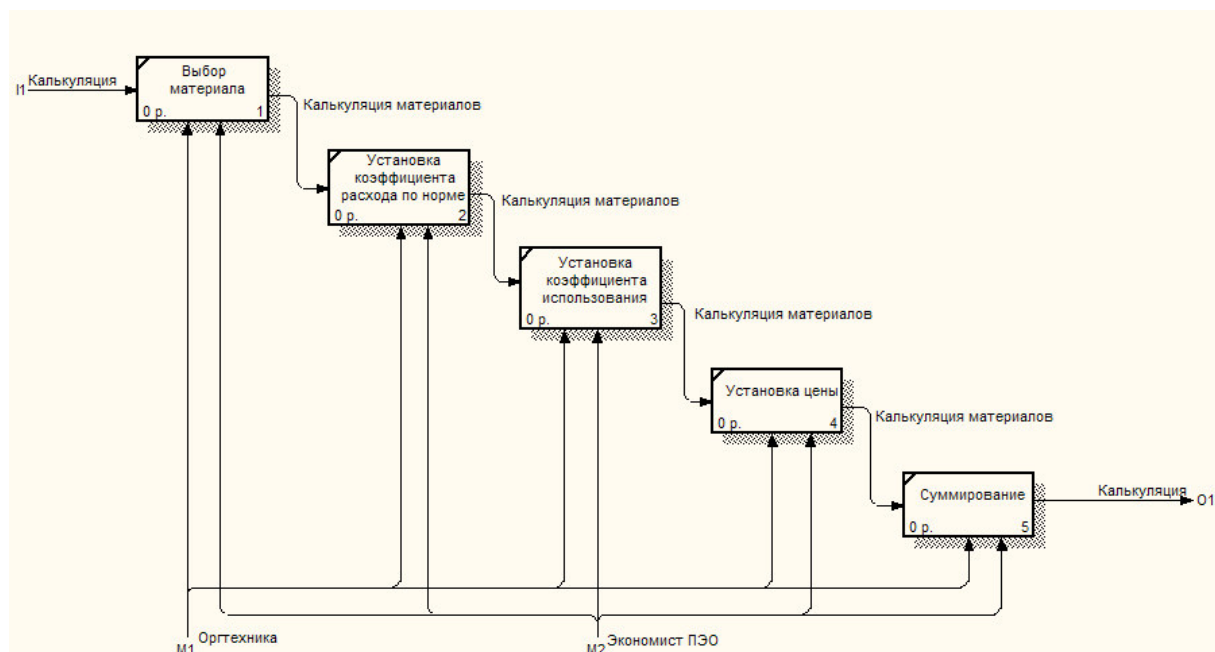 I1 Калькуляция
Выбор
материала
0 р. 1
Калькуляция материалов
Установка
коэффициента
расхода по норме
0 р. 2
Калькуляция материалов
Установка
коэффициента
использования
0 р. 3
Калькуляция материалов
Установка цены
0 р. 4
Калькуляция материалов
Суммирование
0 р. 5
Калькуляция O1
M1 Оргтехника
M2 Экономист ПЭО